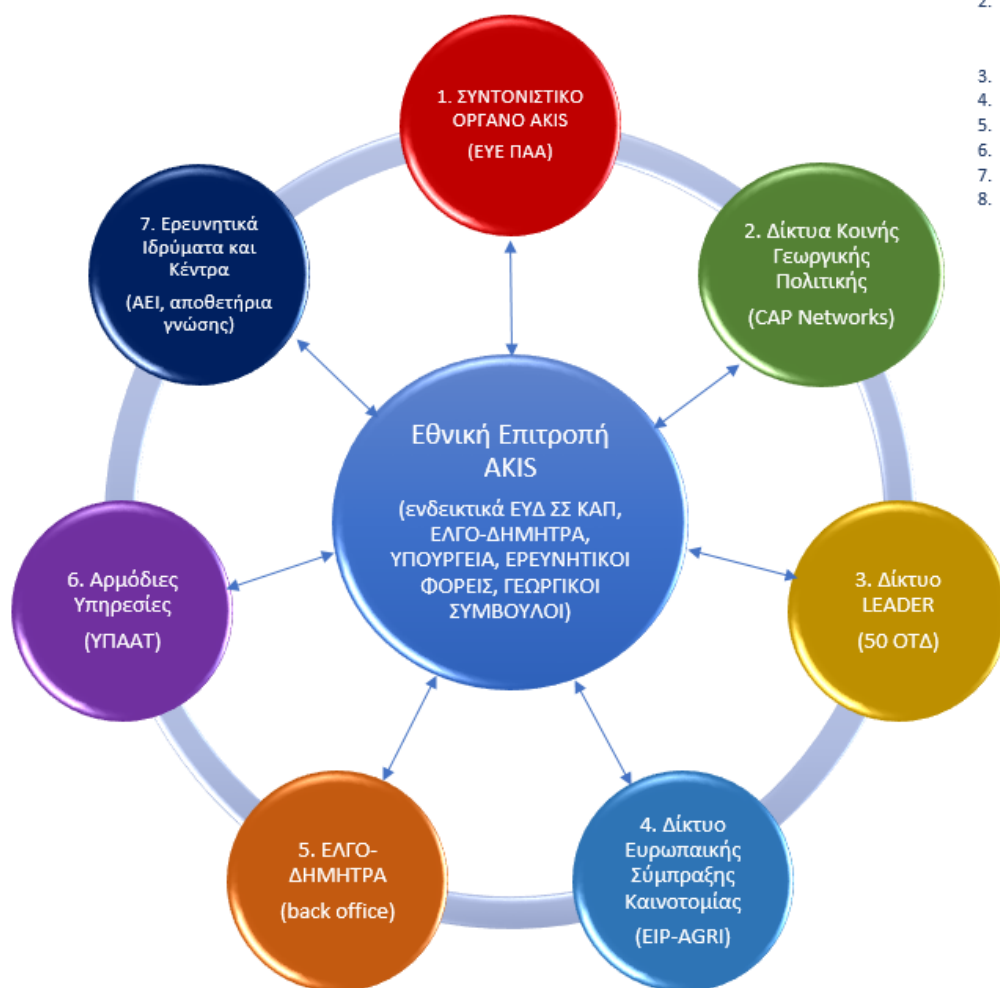 1. ΣΥΝΤΟΝΙΣΤΙΚΟ
ΟΡΓΑΝΟ AKIS
(ΕΥΕ ΠΑΑ)
2. Δίκτυα Κοινής
Γεωργικής
Πολιτικής
(CAP Networks)
3. Δίκτυο
LEADER
(50 ΟΤΔ)
4. Δίκτυο
Ευρωπαικής
Σύμπραξης
Καινοτομίας
(EIP-AGRI)
5. ΕΛΓΟ-
ΔΗΜΗΤΡΑ
(back office)
6. Αρμόδιες
Υπηρεσίες
(ΥΠΑΑΤ)
7. Ερευνητικά
Ιδρύματα και
Κέντρα
(ΑΕΙ, αποθετήρια
γνώσης)
Εθνική Επιτροπή
AKIS
(ενδεικτικά ΕΥΔ ΣΣ ΚΑΠ,
ΕΛΓΟ-ΔΗΜΗΤΡΑ,
ΥΠΟΥΡΓΕΙΑ, ΕΡΕΥΝΗΤΙΚΟΙ
ΦΟΡΕΙΣ, ΓΕΩΡΓΙΚΟΙ
ΣΥΜΒΟΥΛΟΙ)
2.
3.
4.
5.
6.
7.
8.